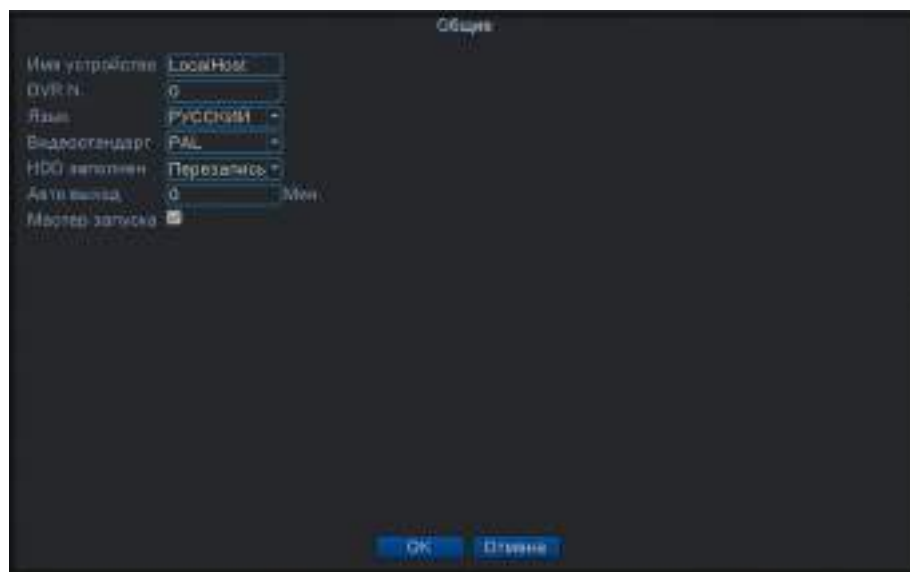 Общие
Имя устройства LocalHost
DVR N. 0
Язык РУССКИЙ
Видеостандарт PAL
HDD заполнен Перезапись
Авто выход 0 Мин.
Мастер запуска
OK Отмена